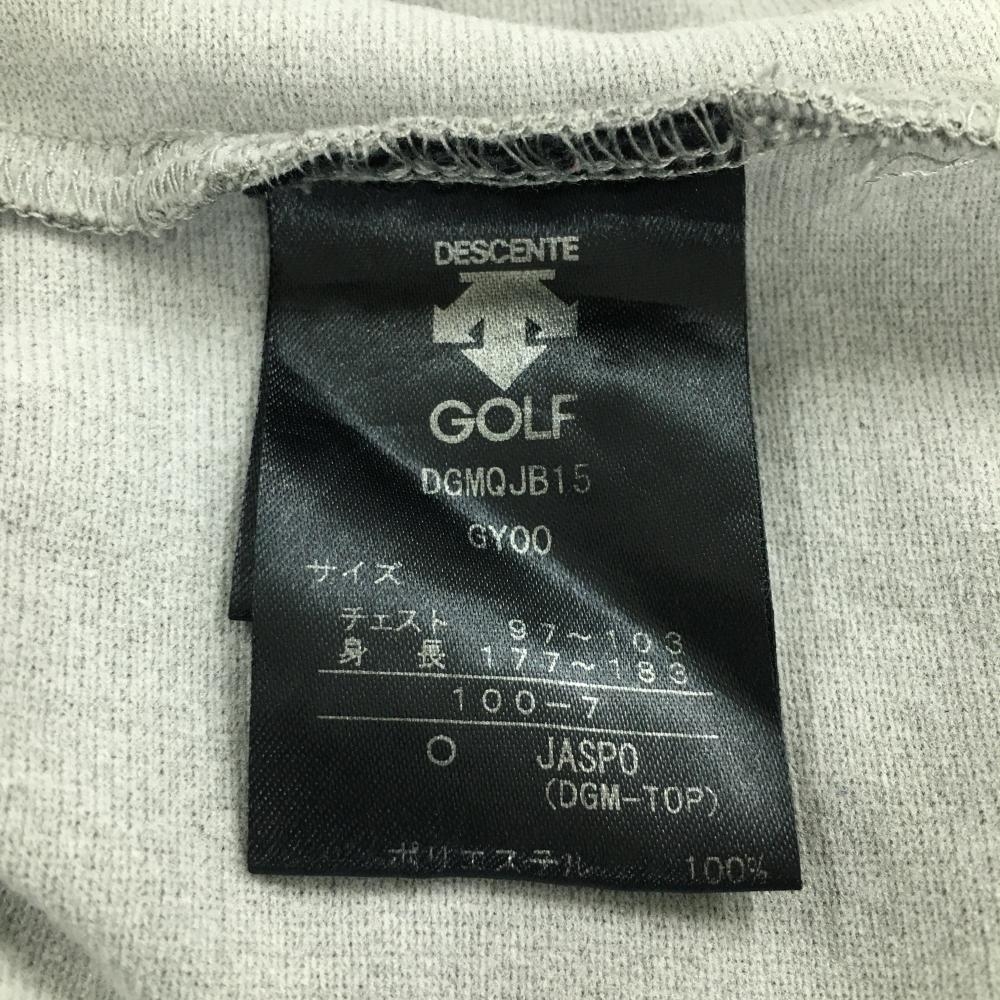 DESCENTE
GOLF
DGMQJB15
GY00
サイズ
チェスト 97～103
身 長 177～183
100-7
O JASPO
(DGM-TOP)
ポリエステル 100%